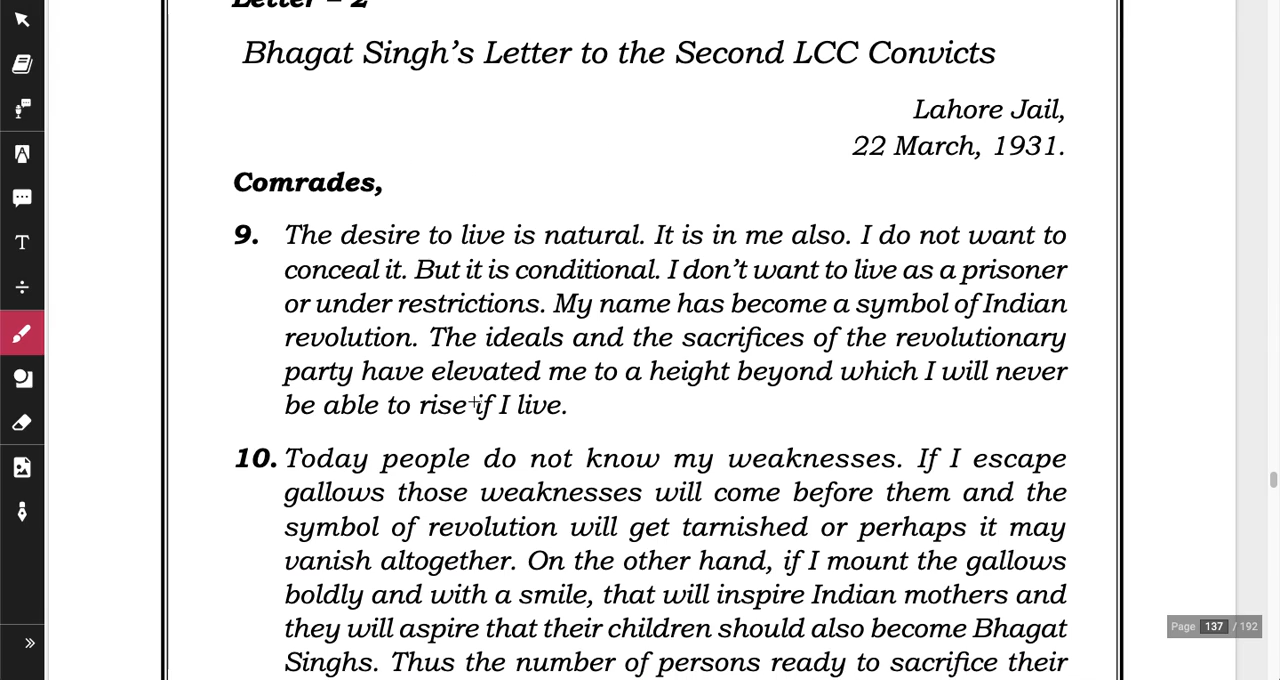 Letter – 2
Bhagat Singh's Letter to the Second LCC Convicts
Lahore Jail,
22 March, 1931.
Comrades,
9. The desire to live is natural. It is in me also. I do not want to
conceal it. But it is conditional. I don't want to live as a prisoner
or under restrictions. My name has become a symbol of Indian
revolution. The ideals and the sacrifices of the revolutionary
party have elevated me to a height beyond which I will never
be able to rise if I live.
10. Today people do not know my weaknesses. If I escape
gallows those weaknesses will come before them and the
symbol of revolution will get tarnished or perhaps it may
vanish altogether. On the other hand, if I mount the gallows
boldly and with a smile, that will inspire Indian mothers and
they will aspire that their children should also become Bhagat
Singhs. Thus the number of persons ready to sacrifice their
Page 137 / 192